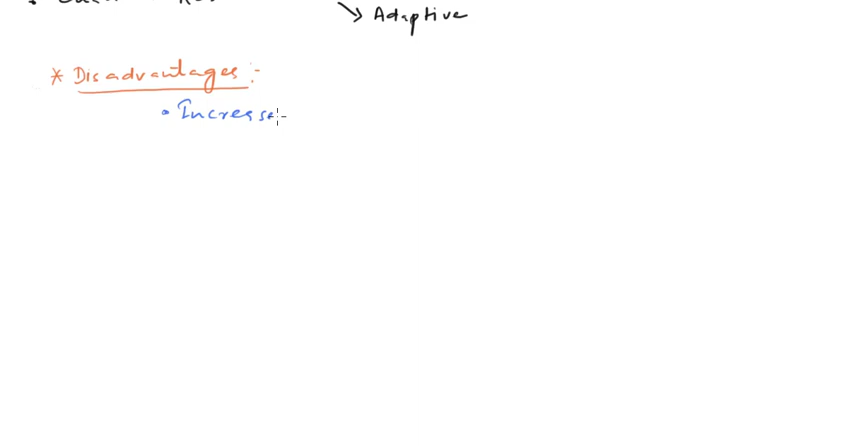 Adaptive
* Disadvantages :-
• Increase